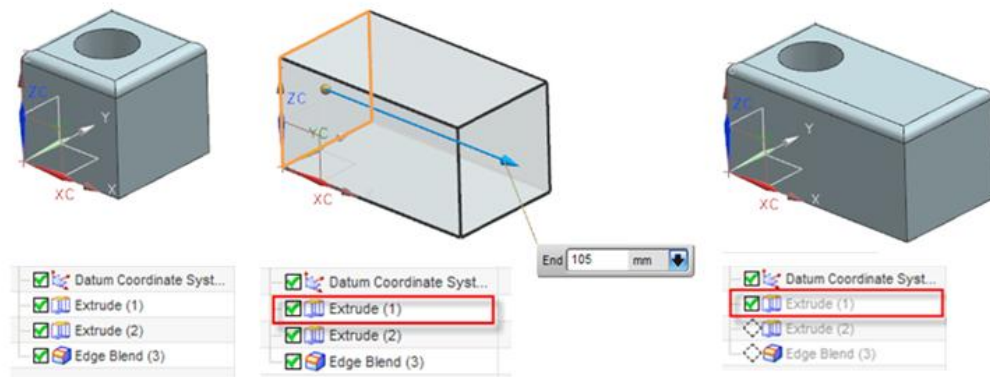 ZC
Y
XC
X
Datum Coordinate Syst...
Extrude (1)
Extrude (2)
Edge Blend (3)
ZC
YC
XC
End 105 mm
Datum Coordinate Syst...
Extrude (1)
Extrude (2)
Edge Blend (3)
ZC
Y
XC
X
Datum Coordinate Syst...
Extrude (1)
Extrude (2)
Edge Blend (3)